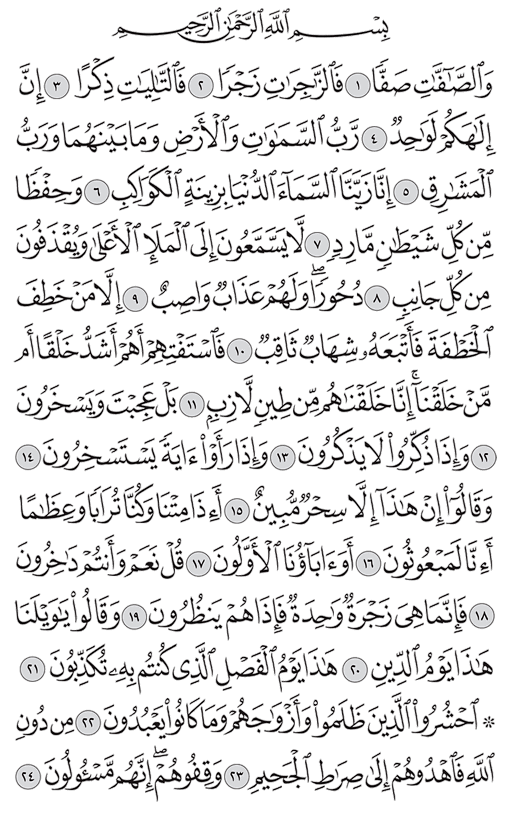 بِسْمِ ٱللَّهِ ٱلرَّحْمَٰنِ ٱلرَّحِيمِ
وَٱلصَّٰٓفَّٰتِ صَفًّا ١ فَٱلزَّٰجِرَٰتِ زَجْرًا ٢ فَٱلتَّٰلِيَٰتِ ذِكْرًا ٣ إِنَّ
إِلَٰهَكُمْ لَوَٰحِدٌ ٤ رَّبُّ ٱلسَّمَٰوَٰتِ وَٱلْأَرْضِ وَمَا بَيْنَهُمَا وَرَبُّ
ٱلْمَشَٰرِقِ ٥ إِنَّا زَيَّنَّا ٱلسَّمَآءَ ٱلدُّنْيَا بِزِينَةٍ ٱلْكَوَاكِبِ ٦ وَحِفْظًا
مِّن كُلِّ شَيْطَٰنٍ مَّارِدٍ ٧ لَّا يَسَّمَّعُونَ إِلَى ٱلْمَلَإِ ٱلْأَعْلَىٰ وَيُقْذَفُونَ
مِن كُلِّ جَانِبٍ ٨ دُحُورًا ۖ وَلَهُمْ عَذَابٌ وَاصِبٌ ٩ إِلَّا مَنْ خَطِفَ
ٱلْخَطْفَةَ فَأَتْبَعَهُۥ شِهَابٌ ثَاقِبٌ ١٠ فَٱسْتَفْتِهِمْ أَهُمْ أَشَدُّ خَلْقًا أَم
مَّنْ خَلَقْنَآ ۚ إِنَّا خَلَقْنَٰهُم مِّن طِينٍ لَّازِبٍ ١١ بَلْ عَجِبْتَ وَيَسْخَرُونَ
١٢ وَإِذَا ذُكِّرُوا۟ لَا يَذْكُرُونَ ١٣ وَإِذَا رَأَوْا۟ ءَايَةً يَسْتَسْخِرُونَ ١٤
وَقَالُوٓا۟ إِنْ هَٰذَآ إِلَّا سِحْرٌ مُّبِينٌ ١٥ أَءِذَا مِتْنَا وَكُنَّا تُرَابًا وَعِظَٰمًا
أَءِنَّا لَمَبْعُوثُونَ ١٦ أَوَءَابَآؤُنَا ٱلْأَوَّلُونَ ١٧ قُلْ نَعَمْ وَأَنتُمْ دَٰخِرُونَ
١٨ فَإِنَّمَا هِىَ زَجْرَةٌ وَٰحِدَةٌ فَإِذَا هُمْ يَنظُرُونَ ١٩ وَقَالُوا۟ يَٰوَيْلَنَا
هَٰذَا يَوْمُ ٱلدِّينِ ٢٠ هَٰذَا يَوْمُ ٱلْفَصْلِ ٱلَّذِى كُنتُم بِهِۦ تُكَذِّبُونَ ٢١
۞ ٱحْشُرُوا۟ ٱلَّذِينَ ظَلَمُوا۟ وَأَزْوَٰجَهُمْ وَمَا كَانُوا۟ يَعْبُدُونَ ٢٢ مِن دُونِ
ٱللَّهِ فَٱهْدُوهُمْ إِلَىٰ صِرَٰطِ ٱلْجَحِيمِ ٢٣ وَقِفُوهُمْ ۖ إِنَّهُم مَّسْـُٔولُونَ ٢٤